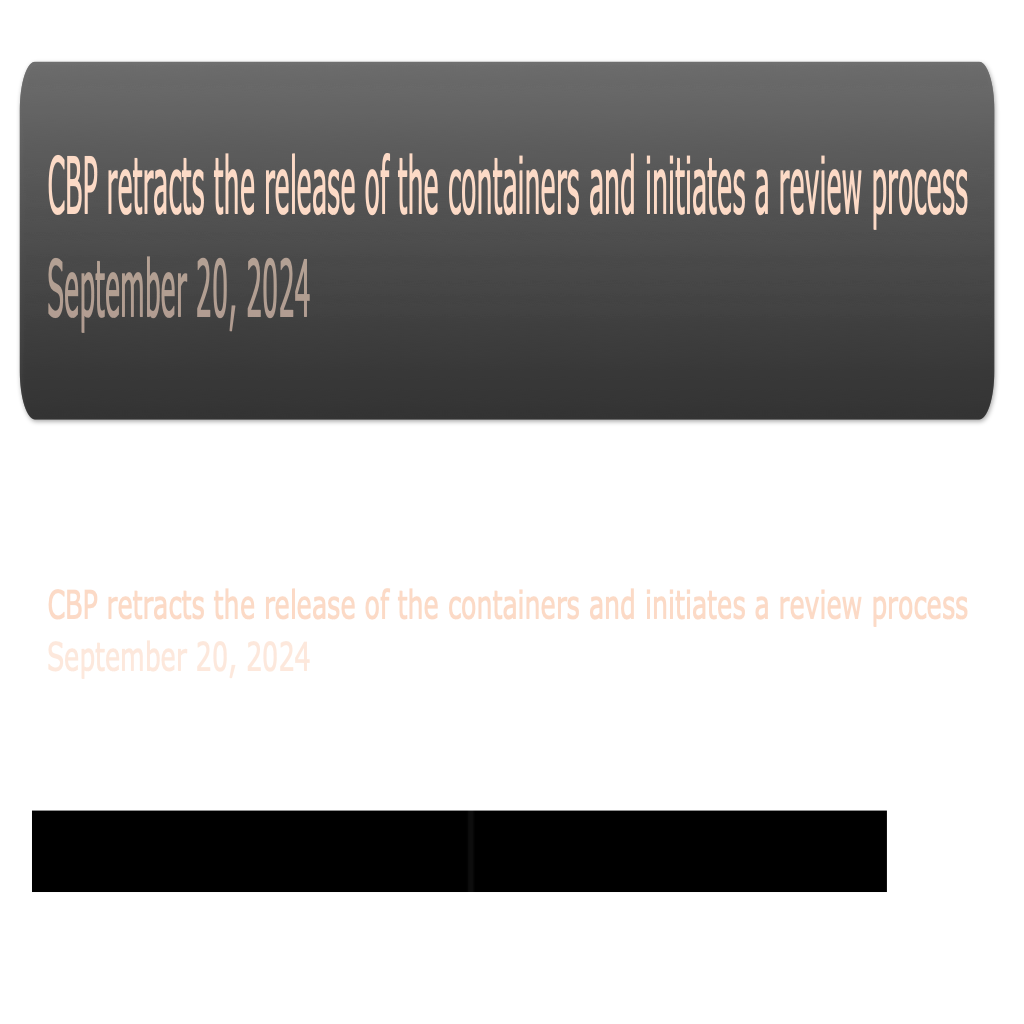 CBP retracts the release of the containers and initiates a review process
September 20, 2024
CBP retracts the release of the containers and initiates a review process
September 20, 2024